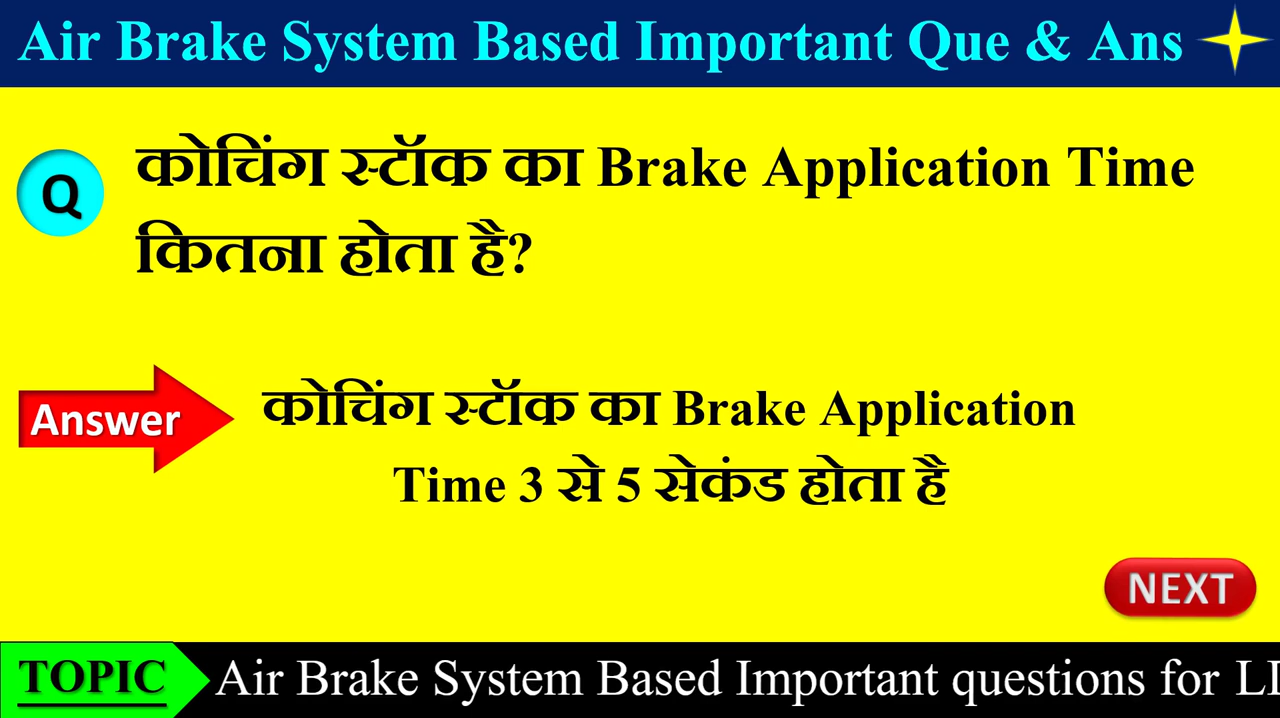 Air Brake System Based Important Que & Ans
Q
कोचिंग स्टॉक का Brake Application Time
कितना होता है?
Answer
कोचिंग स्टॉक का Brake Application
Time 3 से 5 सेकंड होता है
NEXT
TOPIC
Air Brake System Based Important questions for